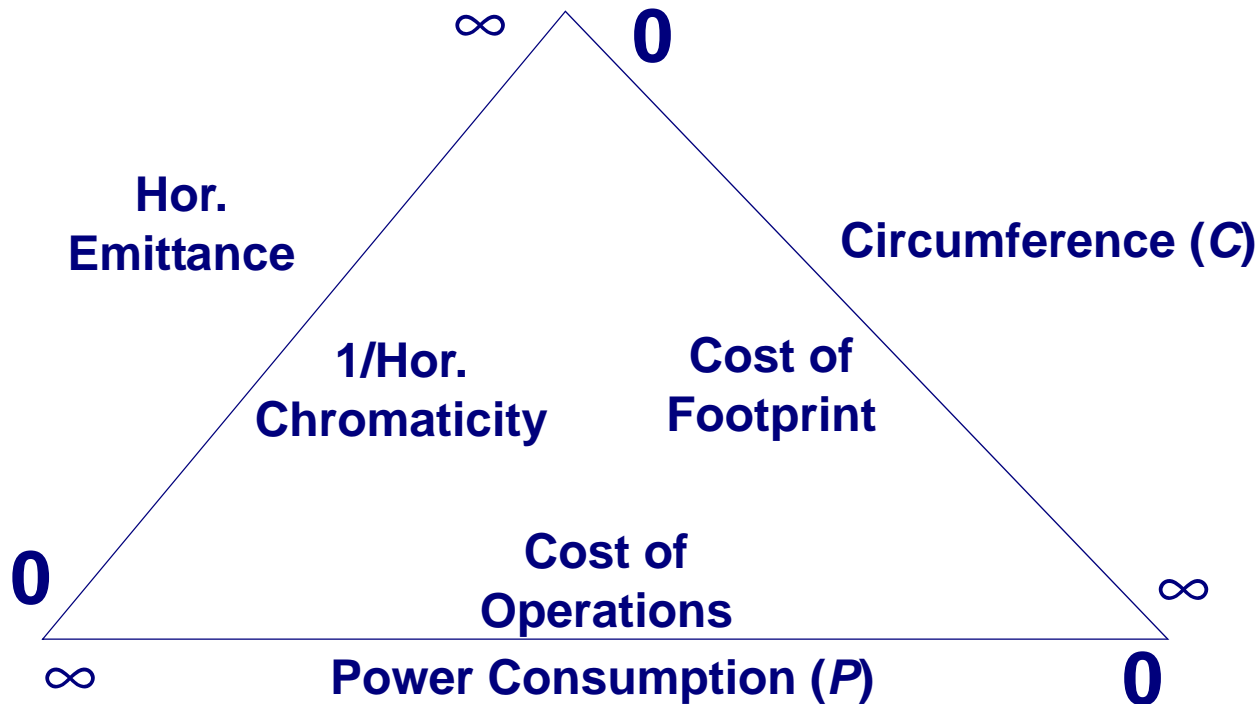 ∞
0
Hor.
Emittance
Circumference (C)
1/Hor.
Chromaticity
Cost of
Footprint
Cost of
Operations
0
∞
∞
Power Consumption (P)
0